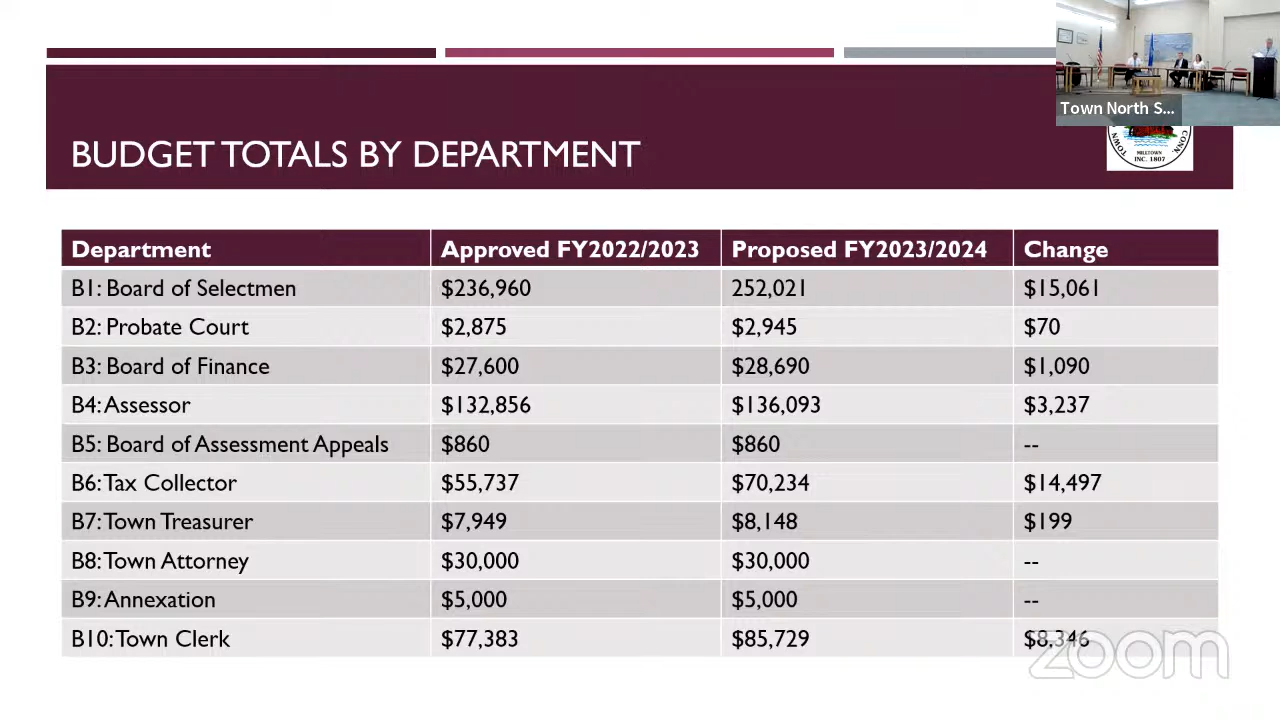 Town North S...
TOWN
CONN.
MILLTOWN
INC. 1807
BUDGET TOTALS BY DEPARTMENT
Department Approved FY2022/2023 Proposed FY2023/2024 Change
B1: Board of Selectmen $236,960 252,021 $15,061
B2: Probate Court $2,875 $2,945 $70
B3: Board of Finance $27,600 $28,690 $1,090
B4: Assessor $132,856 $136,093 $3,237
B5: Board of Assessment Appeals $860 $860 --
B6: Tax Collector $55,737 $70,234 $14,497
B7: Town Treasurer $7,949 $8,148 $199
B8: Town Attorney $30,000 $30,000 --
B9: Annexation $5,000 $5,000 --
B10: Town Clerk $77,383 $85,729 $8,346
zoom